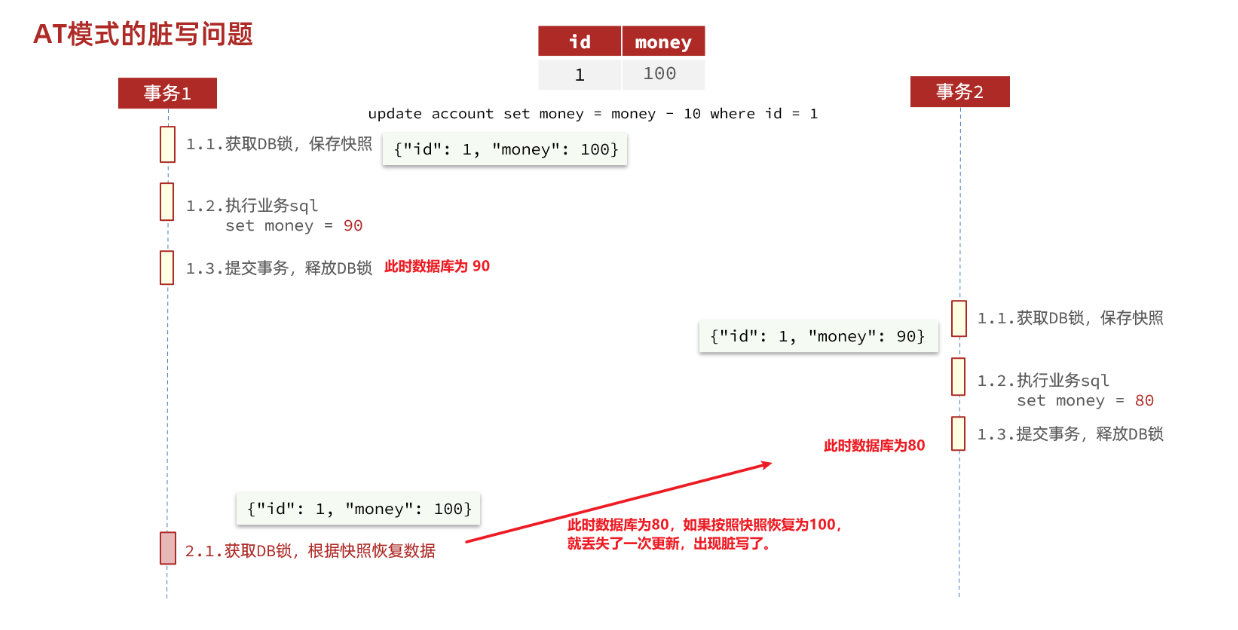 AT模式的脏写问题
id money
1 100
事务1
事务2
update account set money = money - 10 where id = 1
1.1.获取DB锁，保存快照
{"id": 1, "money": 100}
1.2.执行业务sql
set money = 90
1.3.提交事务，释放DB锁
此时数据库为 90
1.1.获取DB锁，保存快照
{"id": 1, "money": 90}
1.2.执行业务sql
set money = 80
1.3.提交事务，释放DB锁
此时数据库为80
{"id": 1, "money": 100}
2.1.获取DB锁，根据快照恢复数据
此时数据库为80，如果按照快照恢复为100，
就丢失了一次更新，出现脏写了。